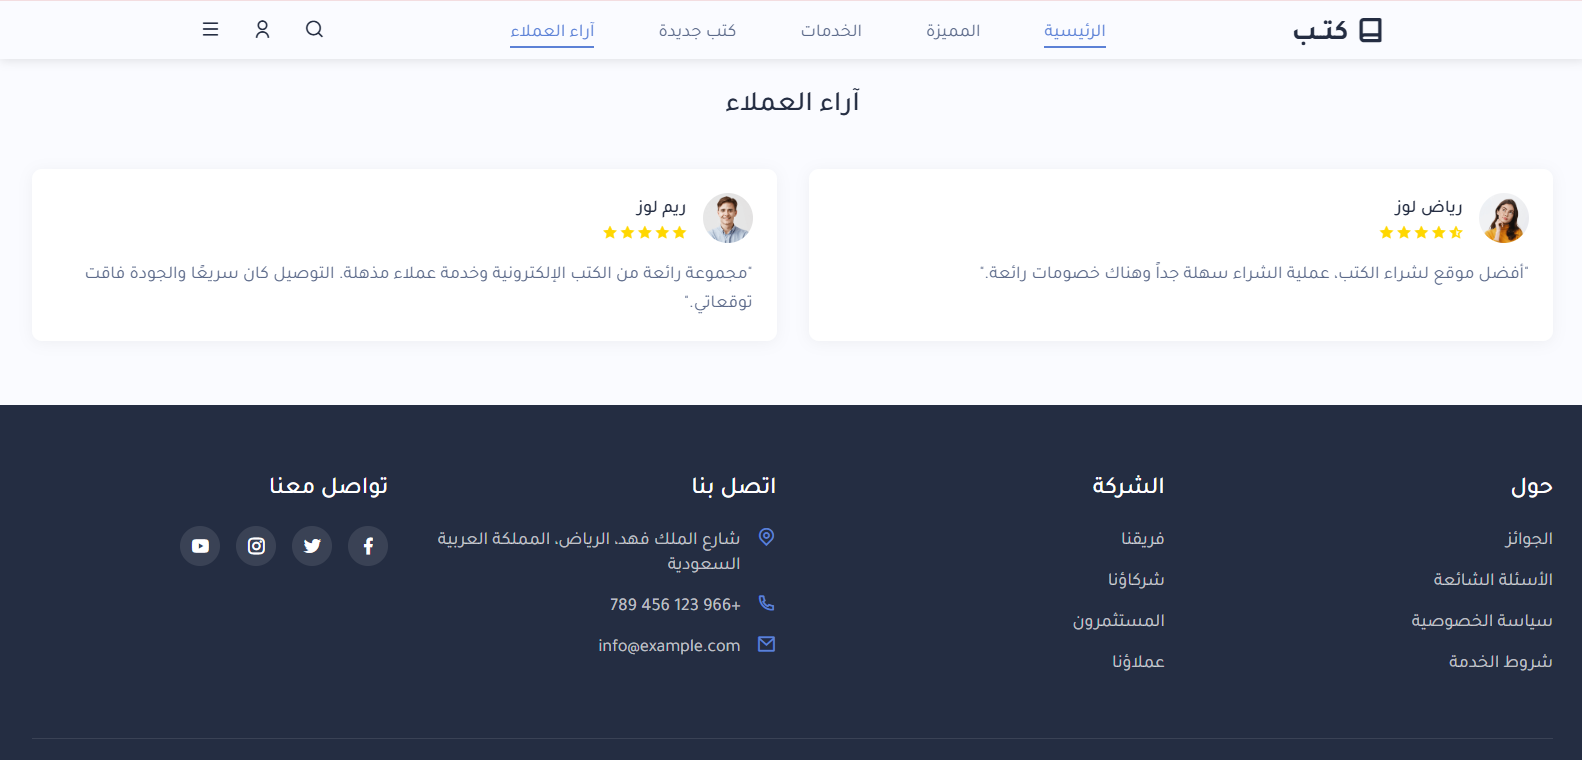 كتب
الرئيسية
المميزة
الخدمات
كتب جديدة
آراء العملاء
آراء العملاء
رياض لوز
"أفضل موقع لشراء الكتب، عملية الشراء سهلة جداً وهناك خصومات رائعة."
ريم لوز
"مجموعة رائعة من الكتب الإلكترونية وخدمة عملاء مذهلة. التوصيل كان سريعًا والجودة فاقت
توقعاتي."
حول
الجوائز
الأسئلة الشائعة
سياسة الخصوصية
شروط الخدمة
الشركة
فريقنا
شركاؤنا
المستثمرون
عملاؤنا
اتصل بنا
شارع الملك فهد، الرياض، المملكة العربية
السعودية
789 456 123 966+
info@example.com
تواصل معنا